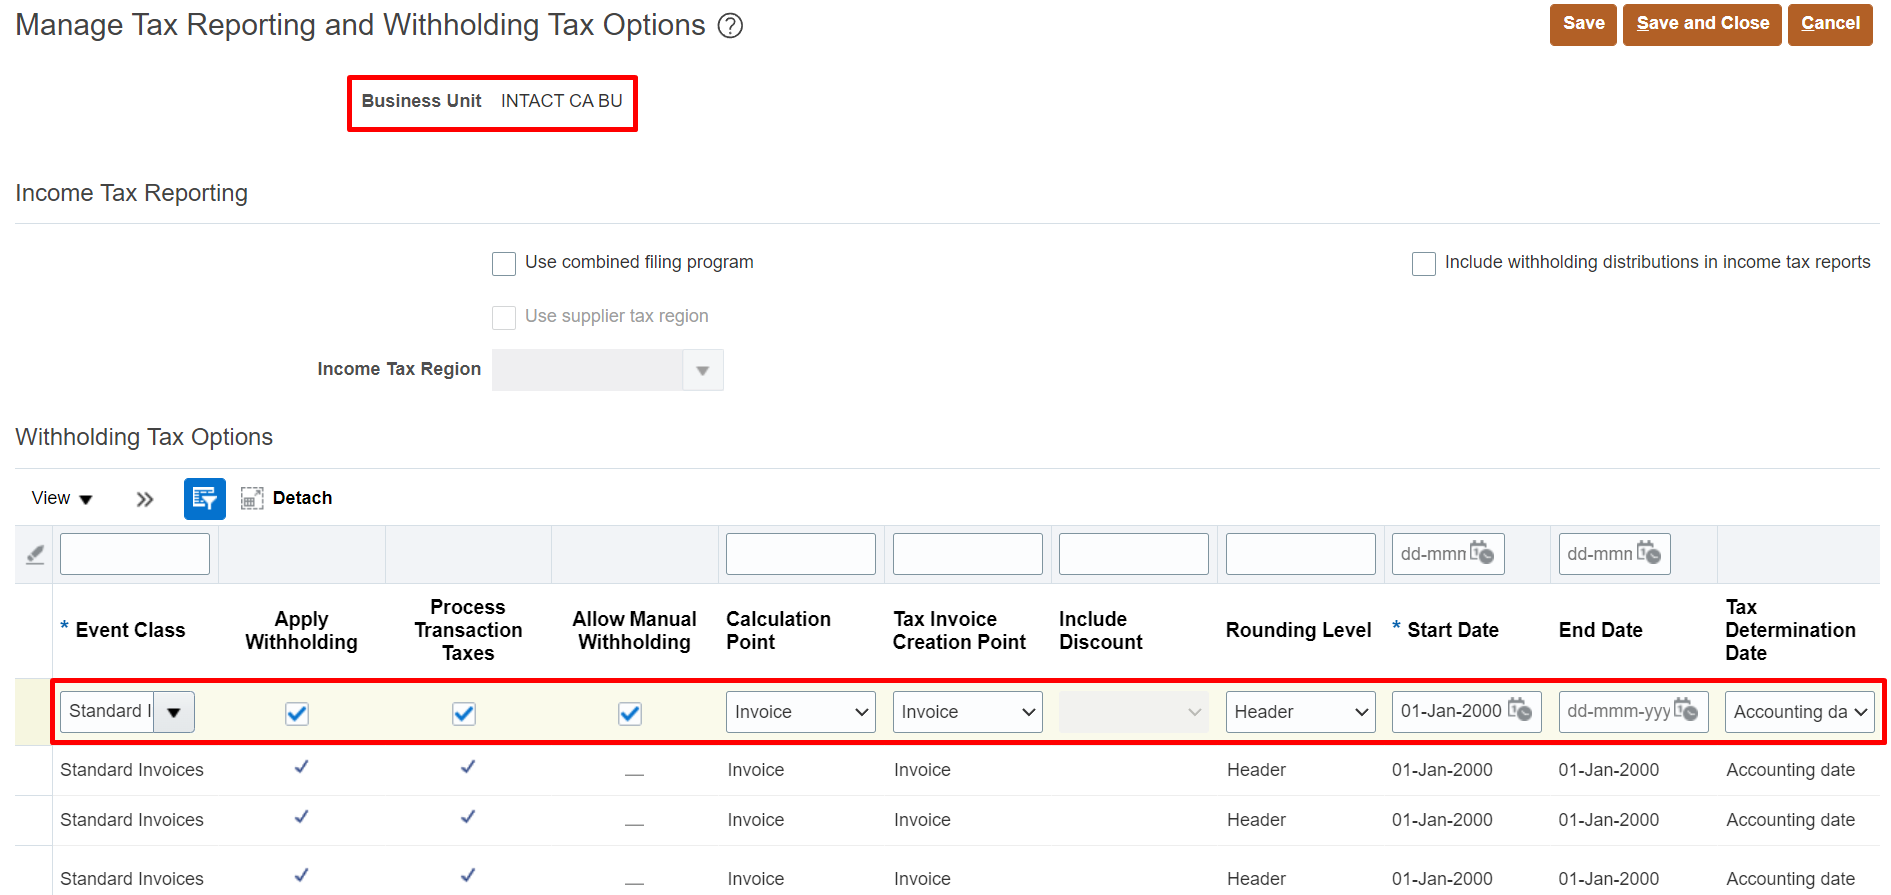 Manage Tax Reporting and Withholding Tax Options ?
Save Save and Close Cancel
Business Unit INTACT CA BU
Income Tax Reporting
Use combined filing program
Include withholding distributions in income tax reports
Use supplier tax region
Income Tax Region
Withholding Tax Options
View Detach
dd-mmm dd-mmm
* Event Class Apply Withholding Process Transaction Taxes Allow Manual Withholding Calculation Point Tax Invoice Creation Point Include Discount Rounding Level * Start Date End Date Tax Determination Date
Standard I Invoice Invoice Header 01-Jan-2000 dd-mmm-yyy Accounting da
Standard Invoices Invoice Invoice Header 01-Jan-2000 01-Jan-2000 Accounting date
Standard Invoices Invoice Invoice Header 01-Jan-2000 01-Jan-2000 Accounting date
Standard Invoices Invoice Invoice Header 01-Jan-2000 01-Jan-2000 Accounting date